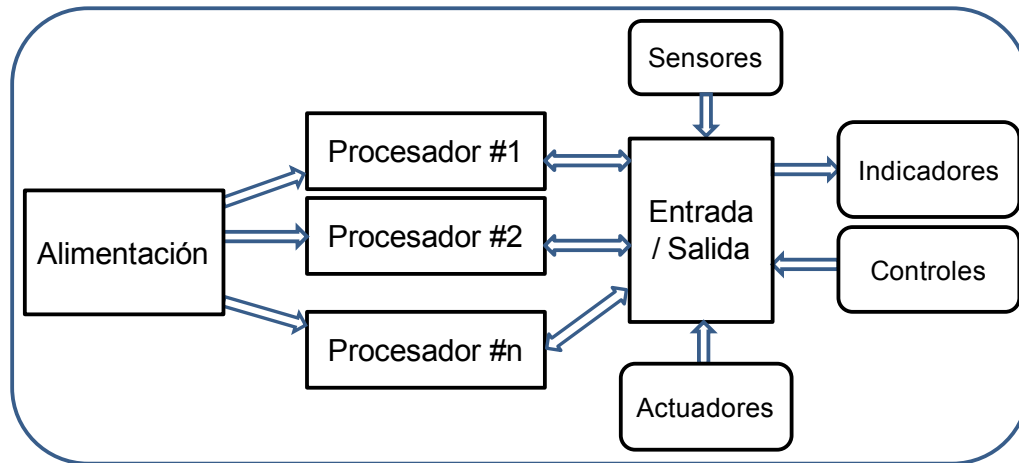 Sensores
Procesador #1
Indicadores
Procesador #2
Entrada
/ Salida
Alimentación
Controles
Procesador #n
Actuadores